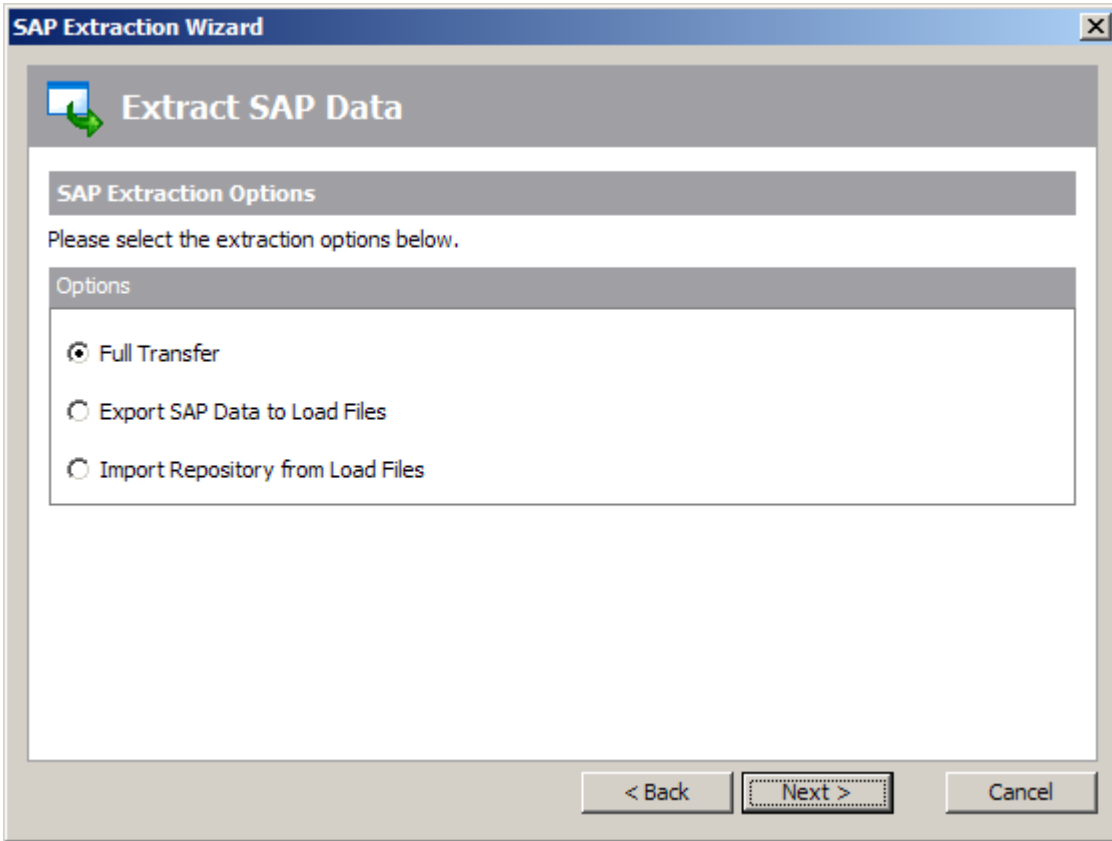 SAP Extraction Wizard
Extract SAP Data
SAP Extraction Options
Please select the extraction options below.
Options
Full Transfer
Export SAP Data to Load Files
Import Repository from Load Files
< Back Next > Cancel